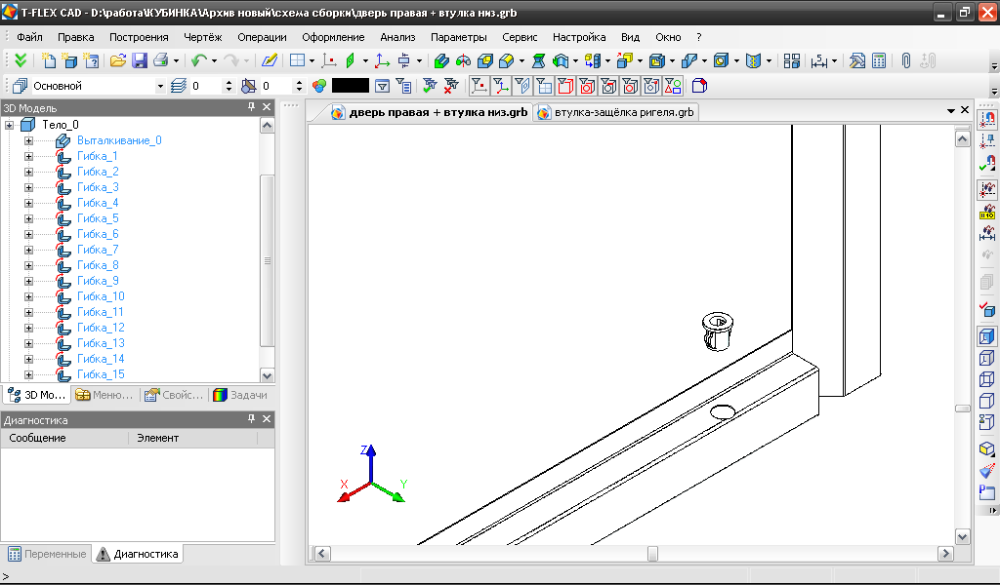 T-FLEX CAD - D:\работа\КУБИНКА\Архив новый\схема сборки\дверь правая + втулка низ.grb
Файл Правка Построения Чертёж Операции Оформление Анализ Параметры Сервис Настройка Вид Окно ?
Основной 0 0
3D Модель
дверь правая + втулка низ.grb втулка-защёлка ригеля.grb
Тело_0
Выталкивание_0
Гибка_1
Гибка_2
Гибка_3
Гибка_4
Гибка_5
Гибка_6
Гибка_7
Гибка_8
Гибка_9
Гибка_10
Гибка_11
Гибка_12
Гибка_13
Гибка_14
Гибка_15
3D Мо... Меню... Свойс... Задачи
Диагностика
Сообщение Элемент
Z
X Y
Переменные Диагностика
>